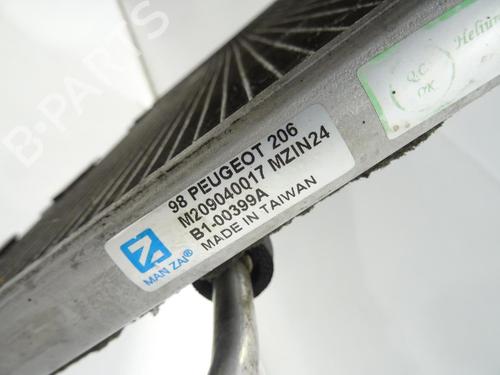 98 PEUGEOT 206
M209040017 MZIN24
B1-00399A
MADE IN TAIWAN
MAN ZAI®
Q.C.
OK
B-PARTS